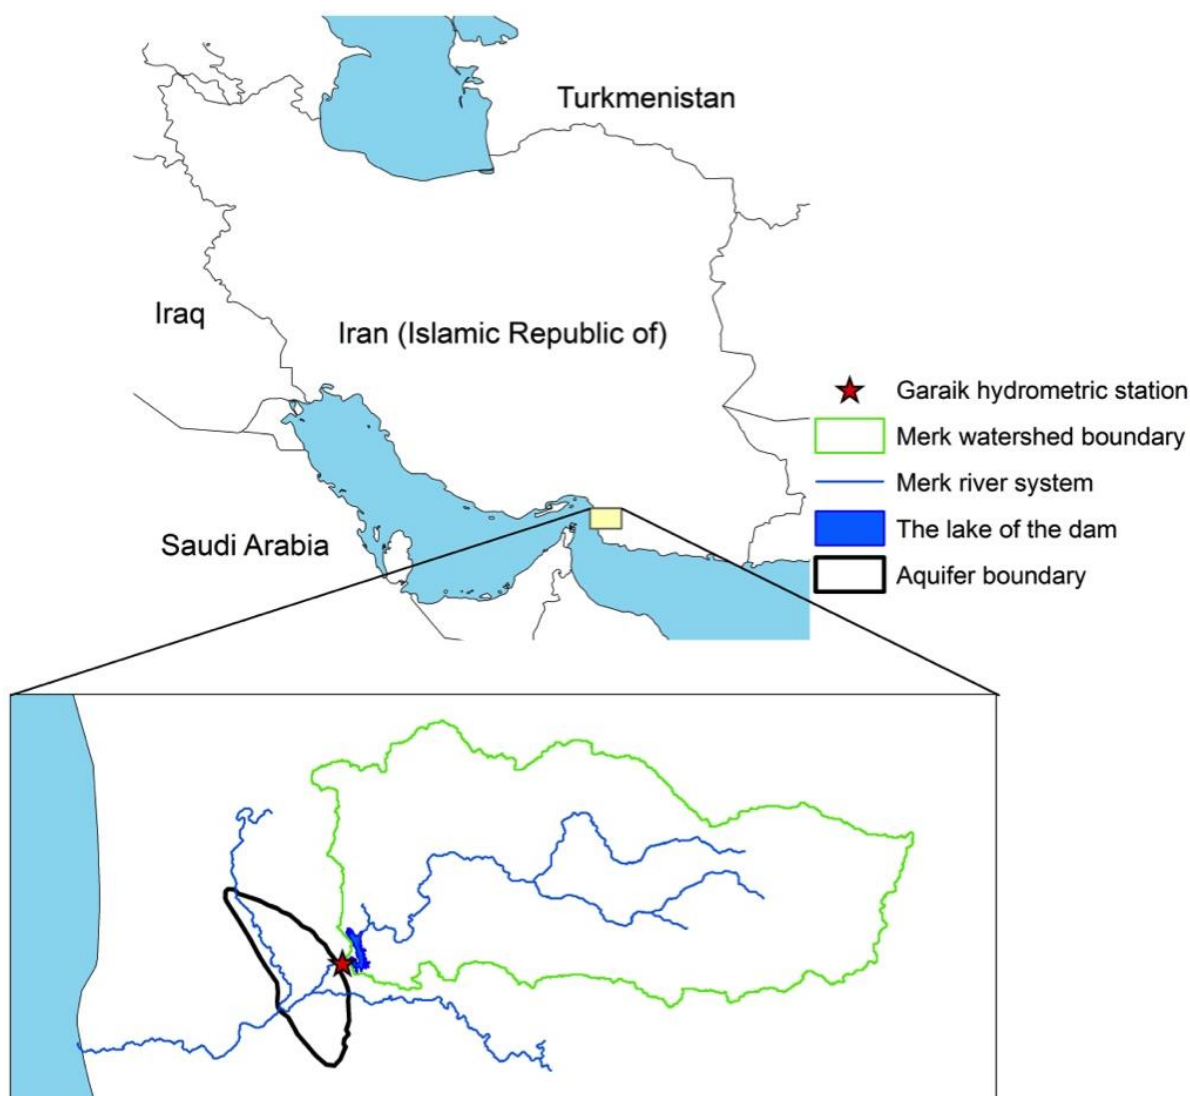 Turkmenistan
Iraq
Iran (Islamic Republic of)
Saudi Arabia
Garaik hydrometric station
Merk watershed boundary
Merk river system
The lake of the dam
Aquifer boundary